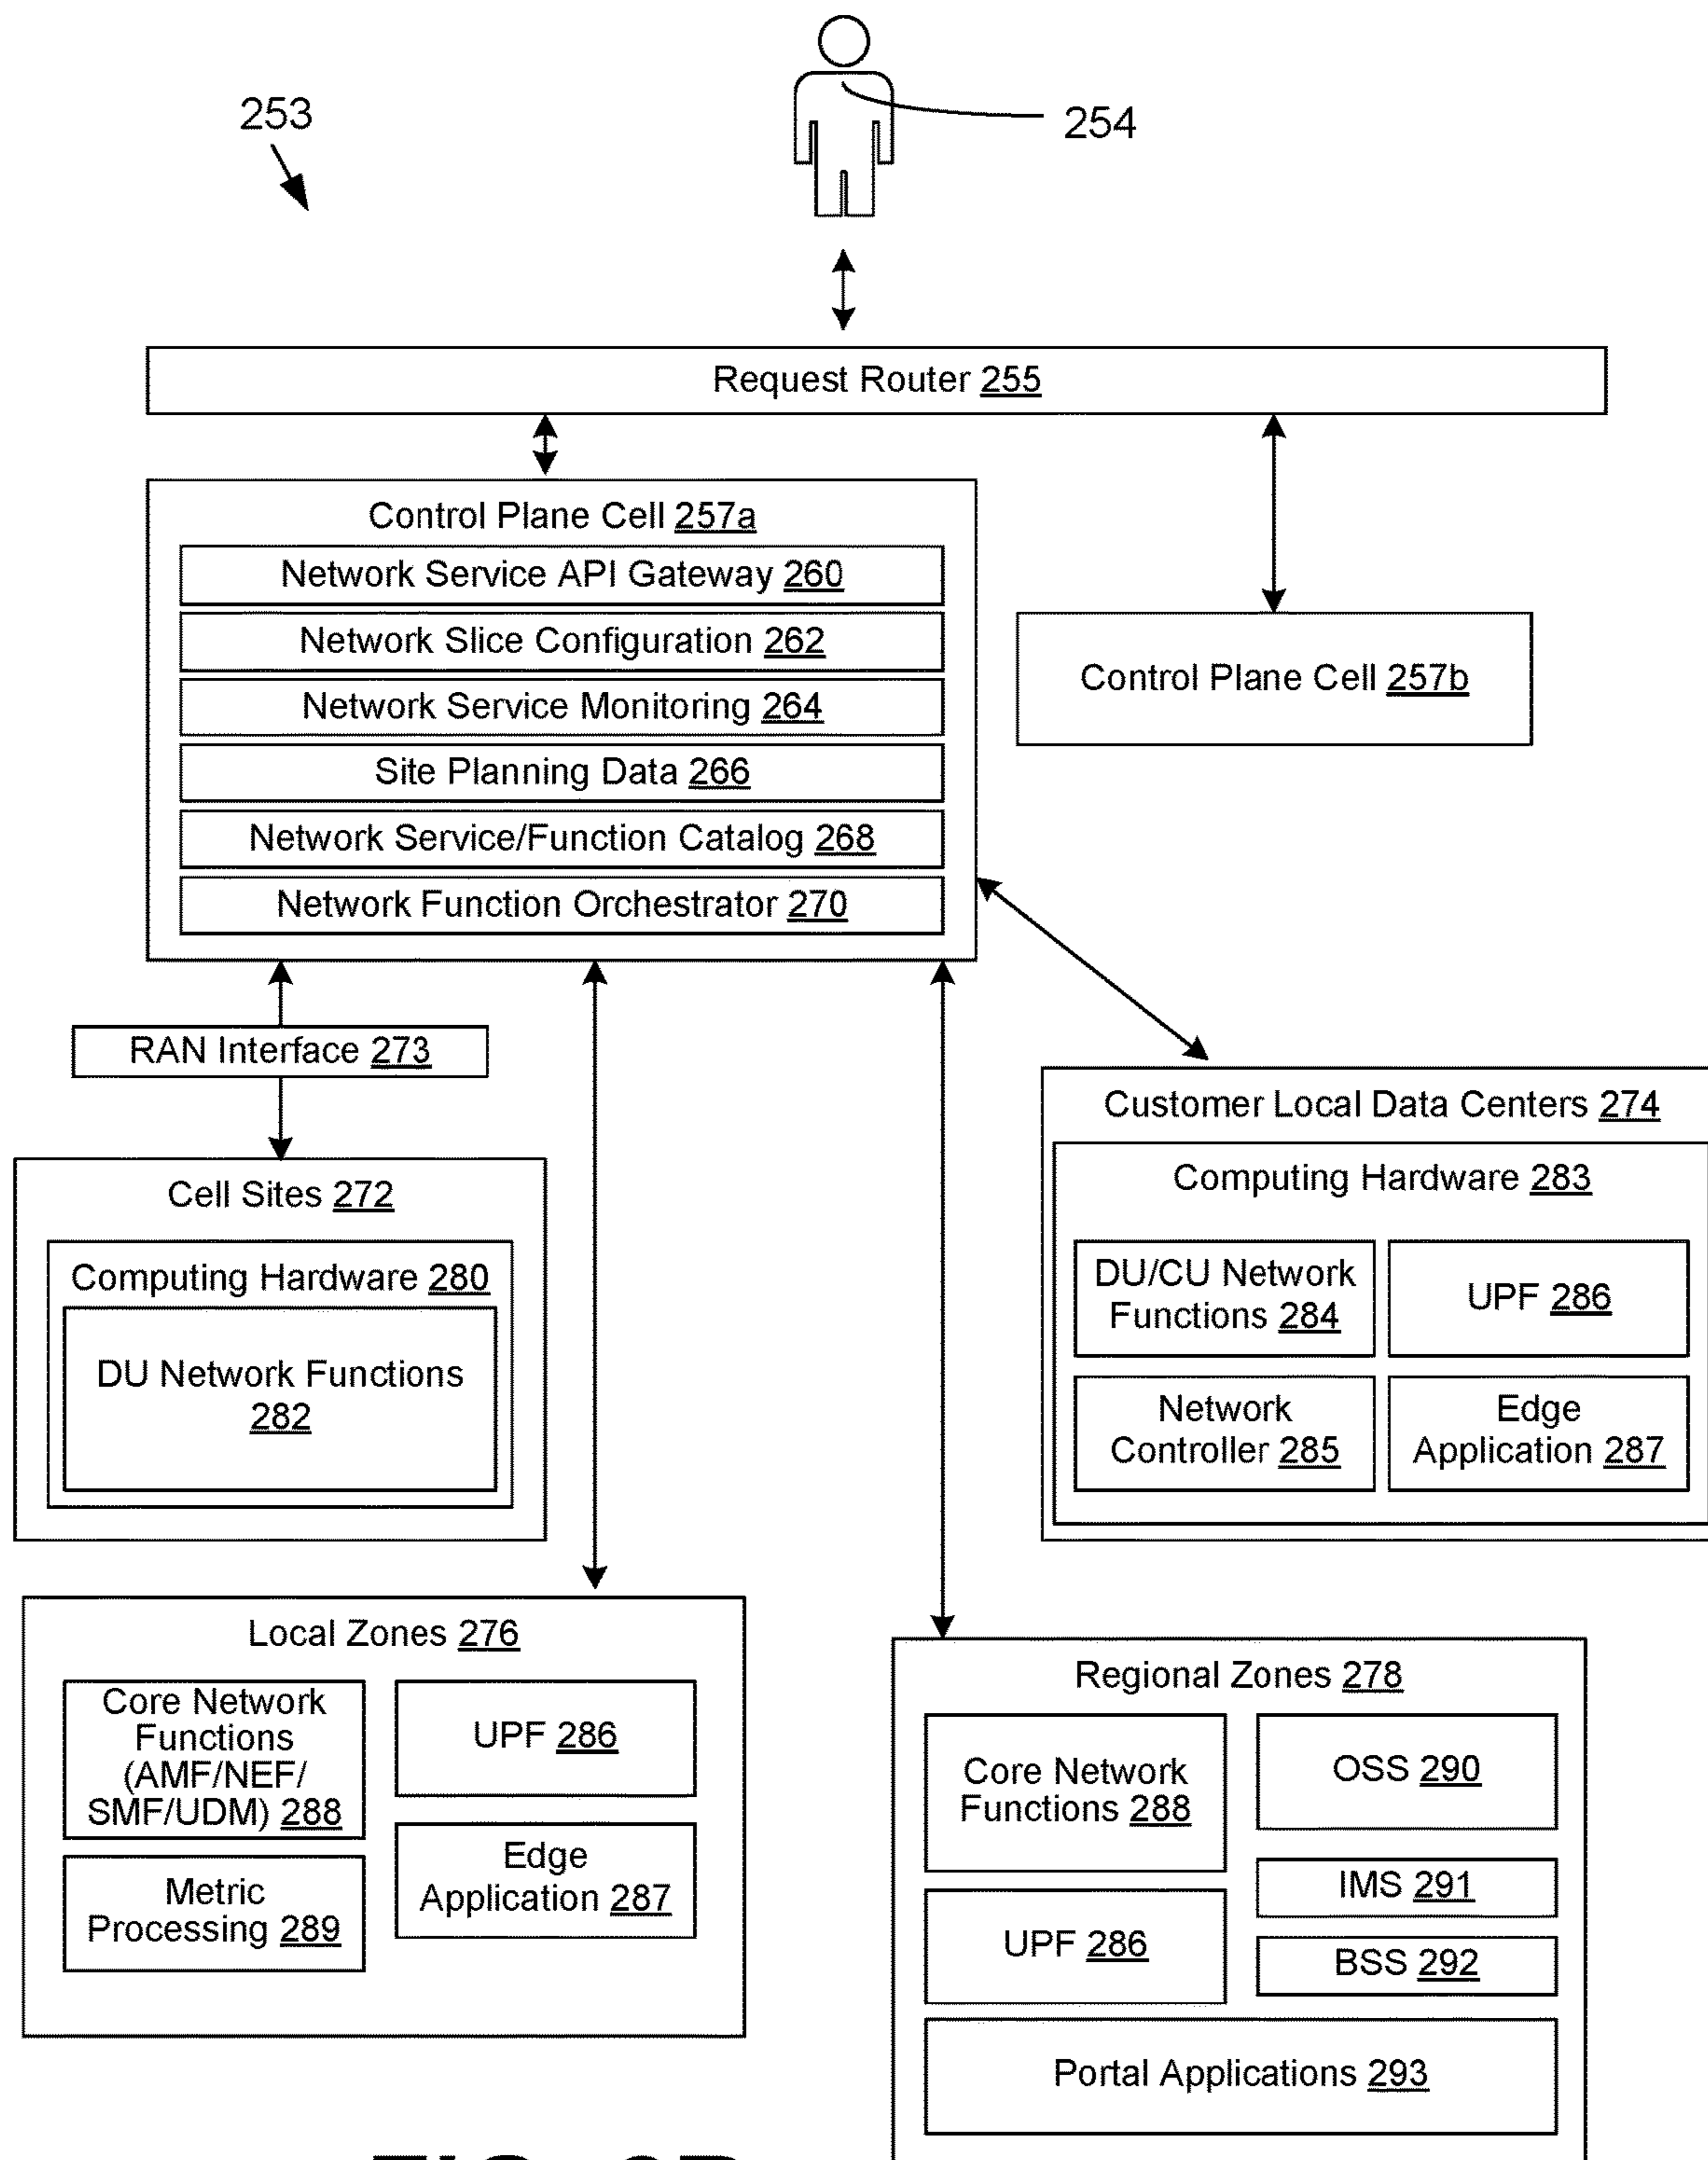 253
254
Request Router 255
Control Plane Cell 257a
Network Service API Gateway 260
Network Slice Configuration 262
Network Service Monitoring 264
Site Planning Data 266
Network Service/Function Catalog 268
Network Function Orchestrator 270
Control Plane Cell 257b
RAN Interface 273
Cell Sites 272
Computing Hardware 280
DU Network Functions
282
Customer Local Data Centers 274
Computing Hardware 283
DU/CU Network
Functions 284
UPF 286
Network
Controller 285
Edge
Application 287
Local Zones 276
Core Network
Functions
(AMF/NEF/
SMF/UDM) 288
UPF 286
Metric
Processing 289
Edge
Application 287
Regional Zones 278
Core Network
Functions 288
OSS 290
IMS 291
UPF 286
BSS 292
Portal Applications 293